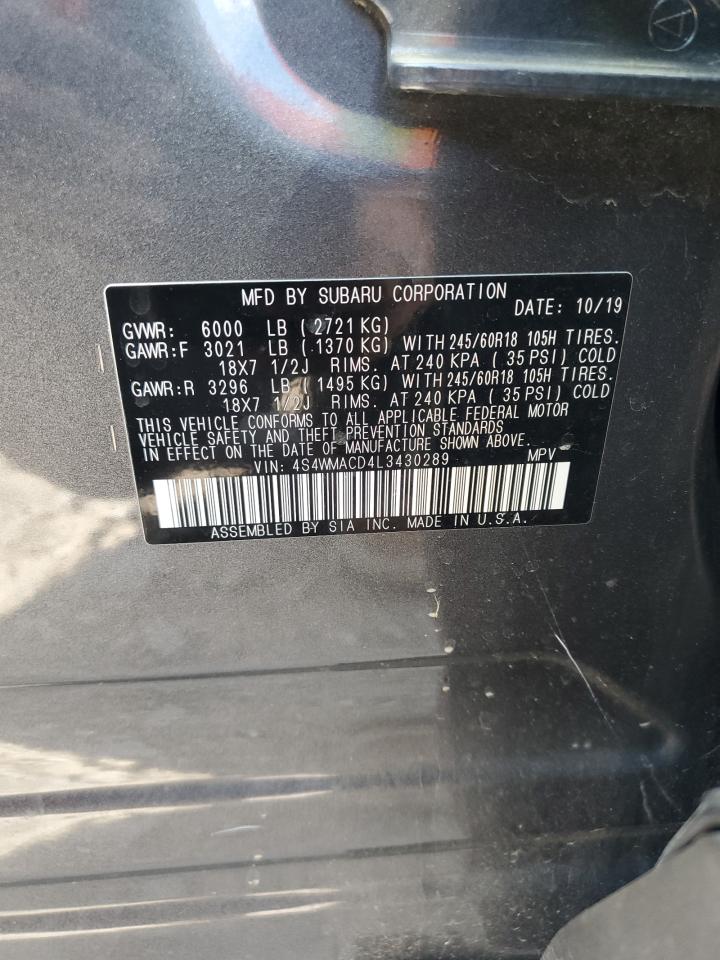 MFD BY SUBARU CORPORATION DATE: 10/19
GVWR: 6000 LB ( 2721 KG)
GAWR:F 3021 LB ( 1370 KG) WITH 245/60R18 105H TIRES.
18X7 1/2J RIMS. AT 240 KPA ( 35 PSI) COLD
GAWR:R 3296 LB ( 1495 KG) WITH 245/60R18 105H TIRES.
18X7 1/2J RIMS. AT 240 KPA ( 35 PSI) COLD
THIS VEHICLE CONFORMS TO ALL APPLICABLE FEDERAL MOTOR
VEHICLE SAFETY AND THEFT PREVENTION STANDARDS
IN EFFECT ON THE DATE OF MANUFACTURE SHOWN ABOVE.
VIN: 4S4WMACD4L3430289 MPV
ASSEMBLED BY SIA INC. MADE IN U.S.A.